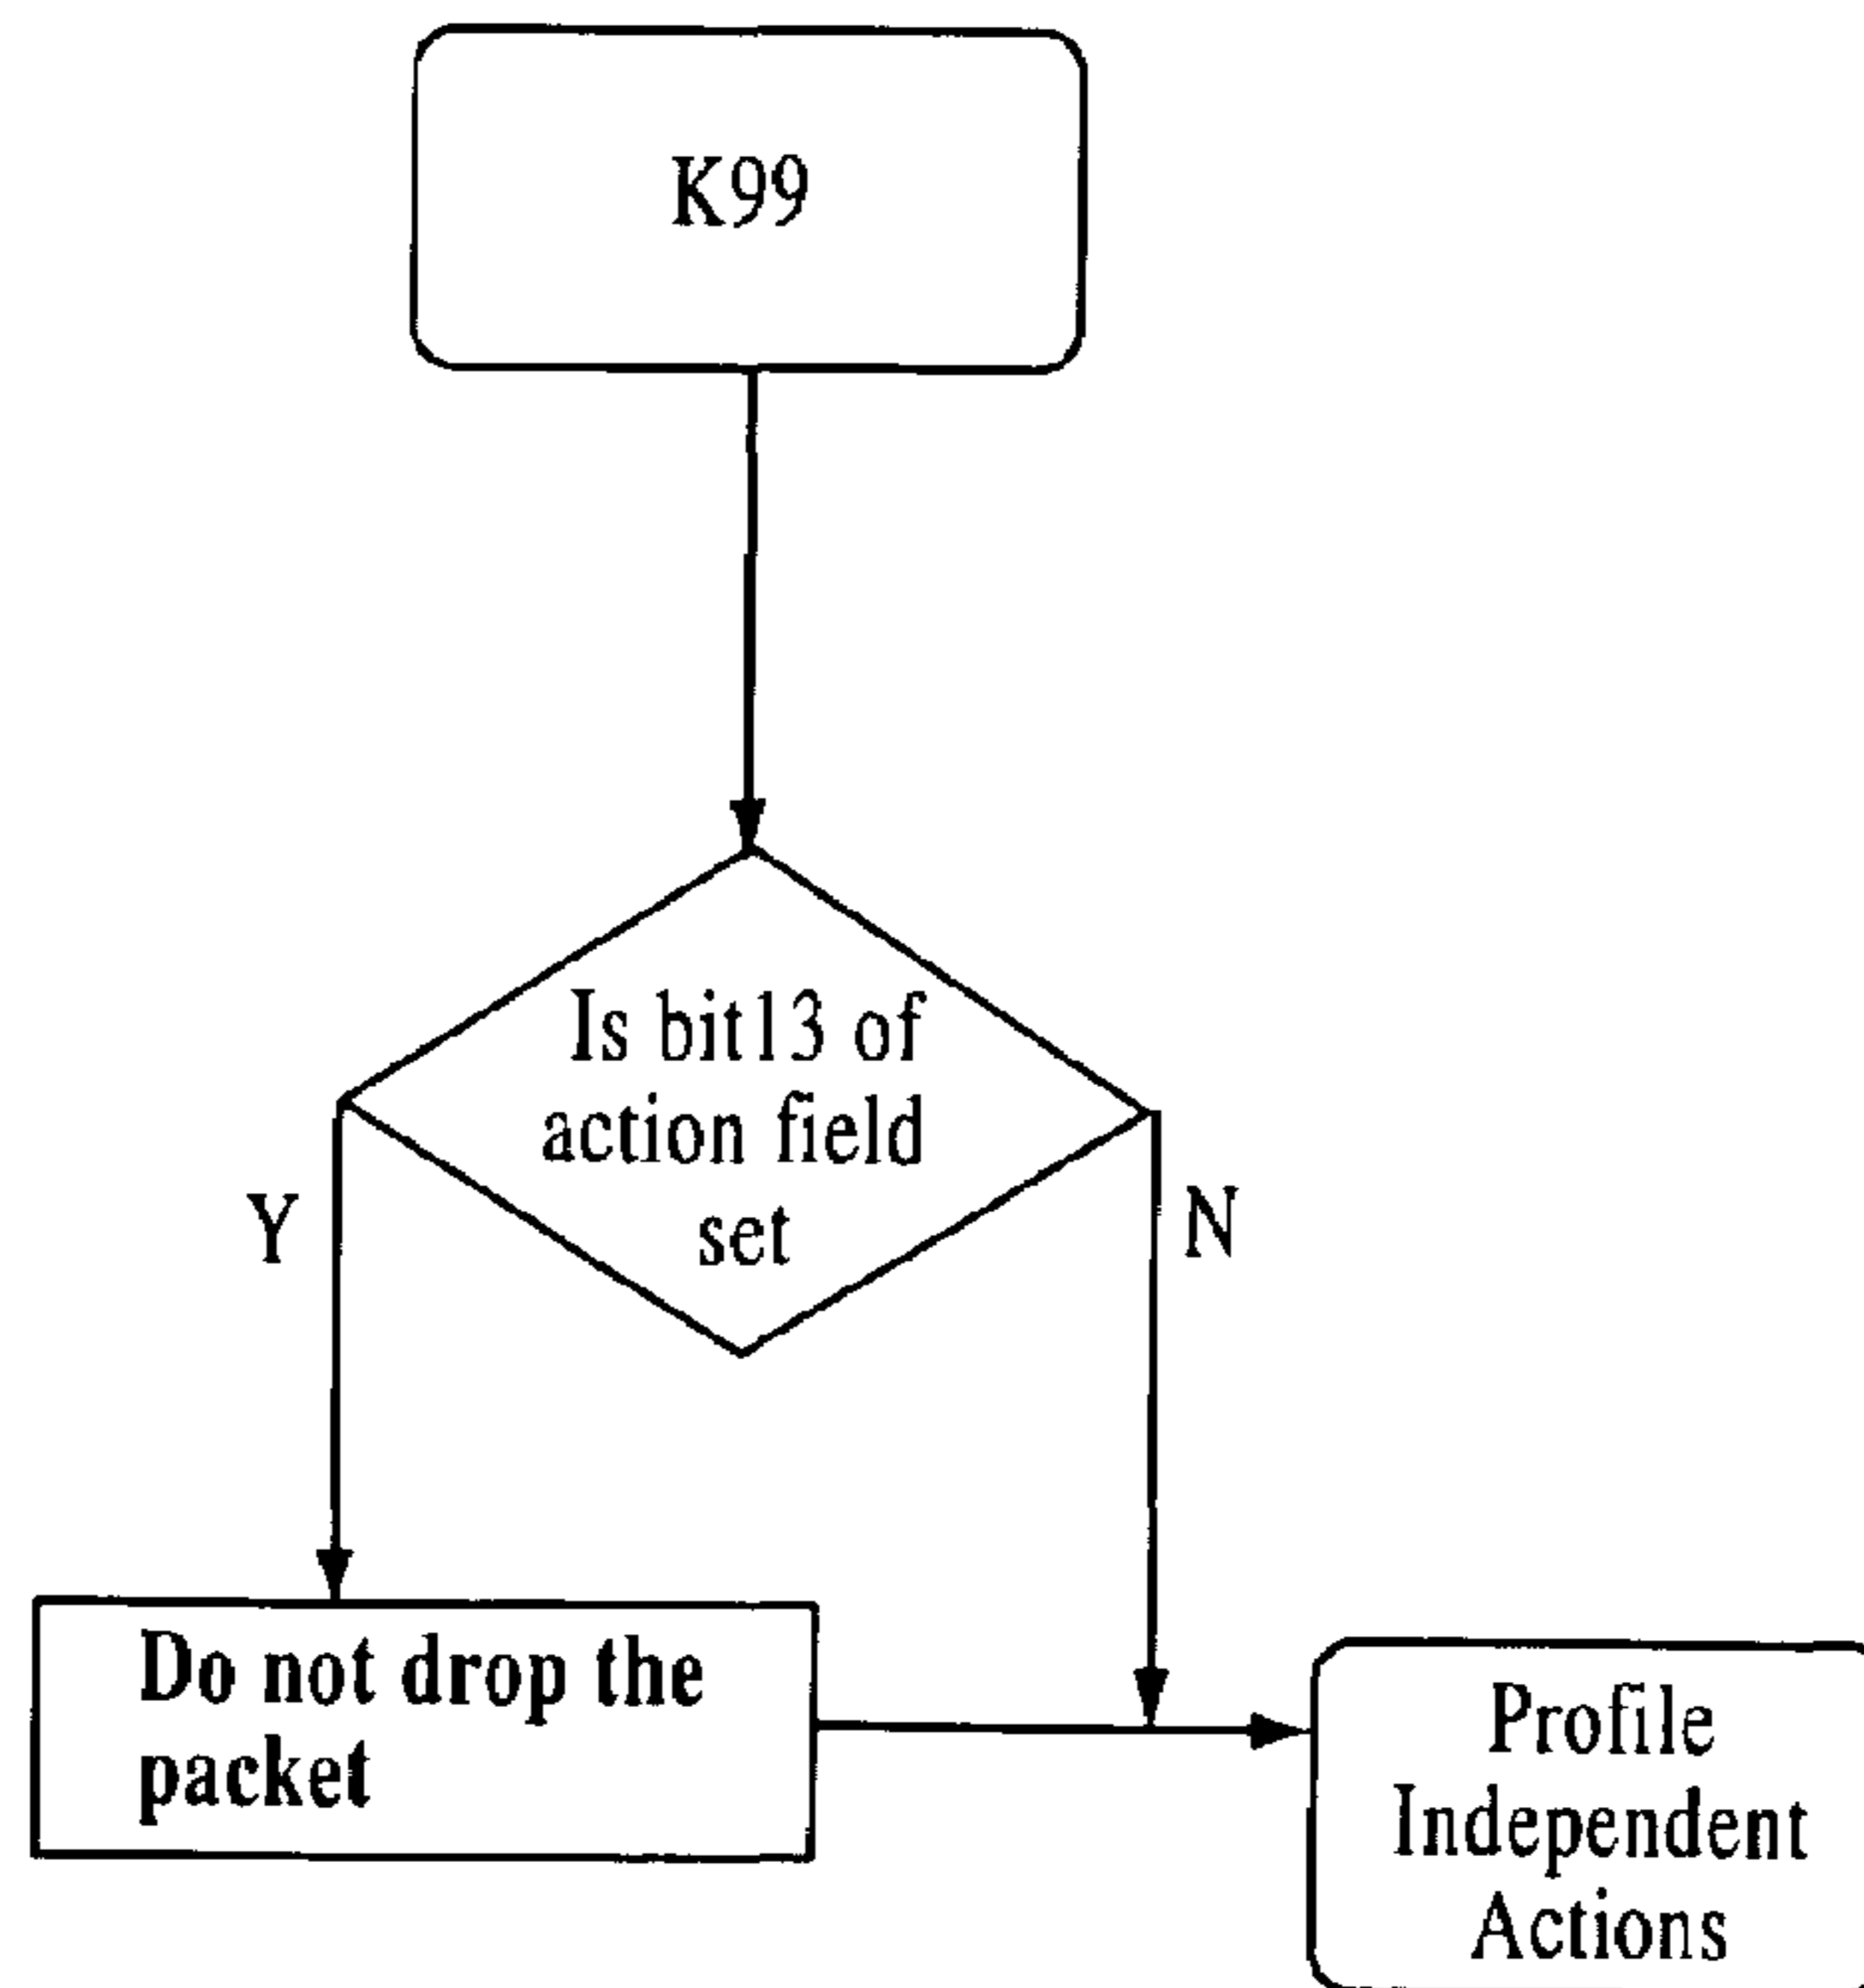 K99
Is bit13 of
action field
set
Y
N
Do not drop the
packet
Profile
Independent
Actions